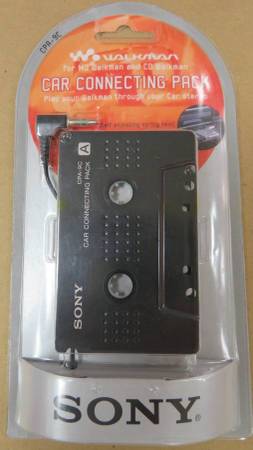 CPA-9C
WALKMAN
for MD Walkman and CD Walkman
CAR CONNECTING PACK
Play your Walkman through your Car Stereo
CPA-9C A
CAR CONNECTING PACK
SONY
SONY®